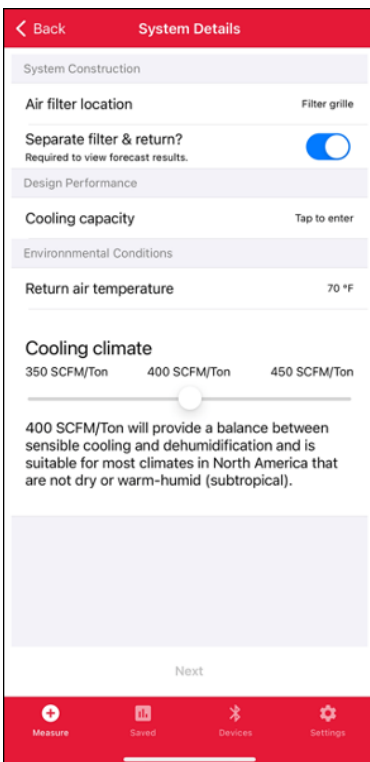 Back
System Details
System Construction
Air filter location
Filter grille
Separate filter & return?
Required to view forecast results.
Design Performance
Cooling capacity
Tap to enter
Environnmental Conditions
Return air temperature
70 °F
Cooling climate
350 SCFM/Ton
400 SCFM/Ton
450 SCFM/Ton
400 SCFM/Ton will provide a balance between
sensible cooling and dehumidification and is
suitable for most climates in North America that
are not dry or warm-humid (subtropical).
Next
Measure
Saved
Devices
Settings